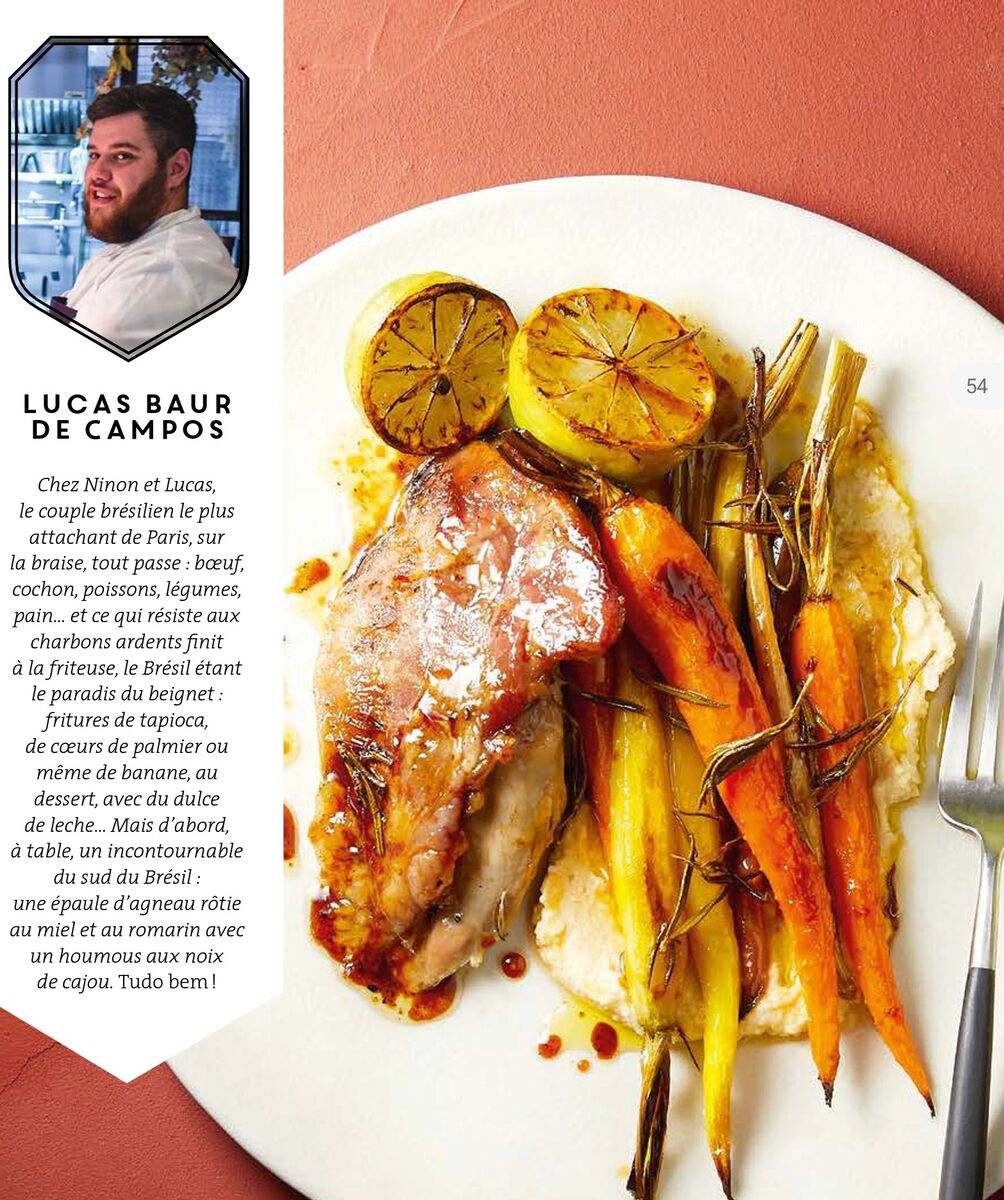 LUCAS BAUR
DE CAMPOS
Chez Ninon et Lucas,
le couple brésilien le plus
attachant de Paris, sur
la braise, tout passe : bœuf,
cochon, poissons, légumes,
pain... et ce qui résiste aux
charbons ardents finit
à la friteuse, le Brésil étant
le paradis du beignet :
fritures de tapioca,
de cœurs de palmier ou
même de banane, au
dessert, avec du dulce
de leche... Mais d’abord,
à table, un incontournable
du sud du Brésil :
une épaule d’agneau rôtie
au miel et au romarin avec
un houmous aux noix
de cajou. Tudo bem !
54